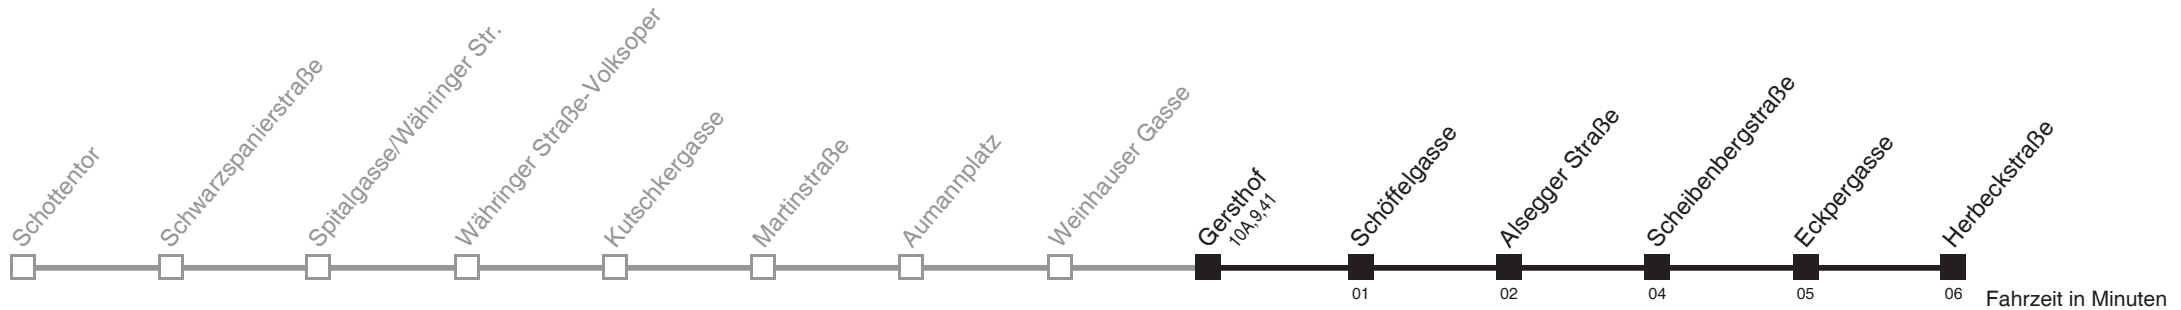 Schottentor
Schwarzspanierstraße
Spitalgasse/Währinger Str.
Währinger Straße-Volksoper
Kutschkergasse
Martinstraße
Aumannplatz
Weinhauser Gasse
Gersthof
10A,9,41
Schöffelgasse
Alsegger Straße
Scheibenbergstraße
Eckpergasse
Herbeckstraße
01
02
04
05
06
Fahrzeit in Minuten